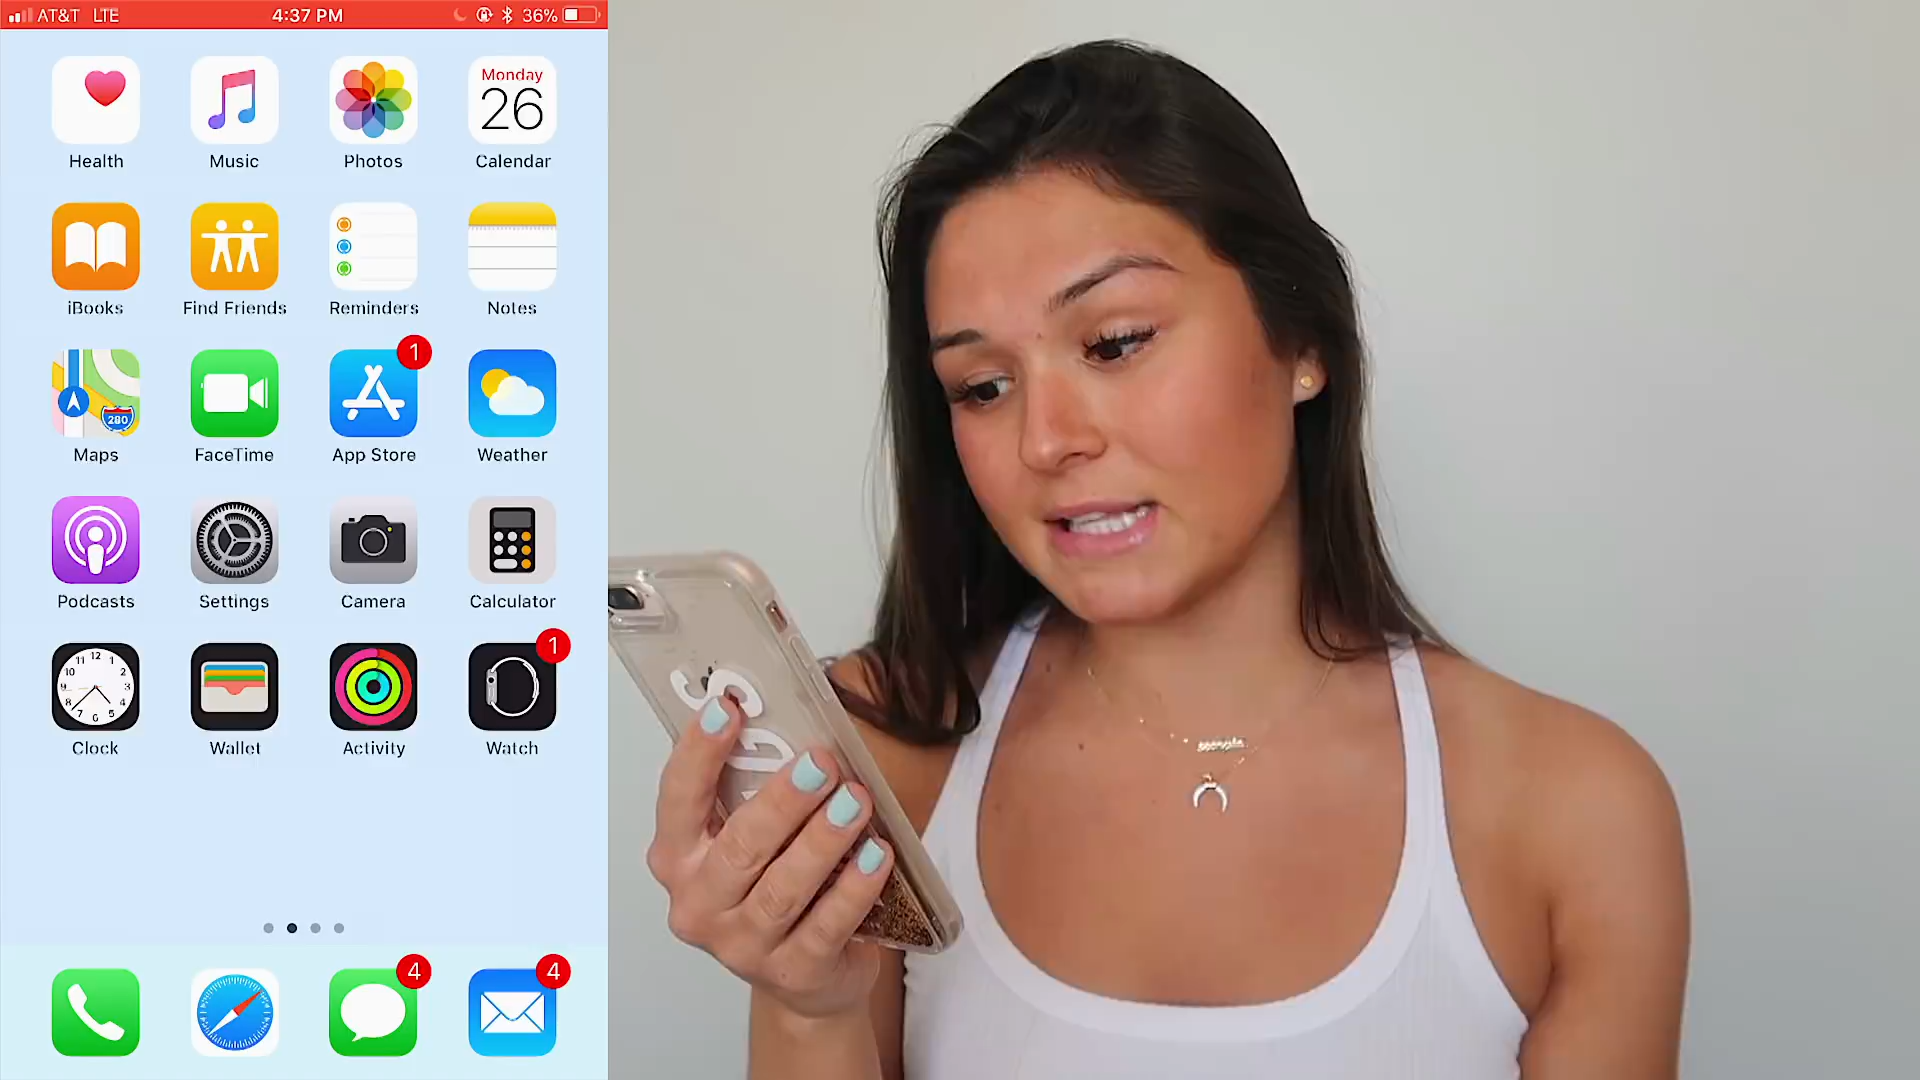 AT&T LTE 4:37 PM 36%
Monday
26
Health Music Photos Calendar
iBooks Find Friends Reminders Notes
1
280
Maps FaceTime App Store Weather
Podcasts Settings Camera Calculator
1
12 1 2 3 4 5 6 7 8 9 10 11
Clock Wallet Activity Watch
4 4